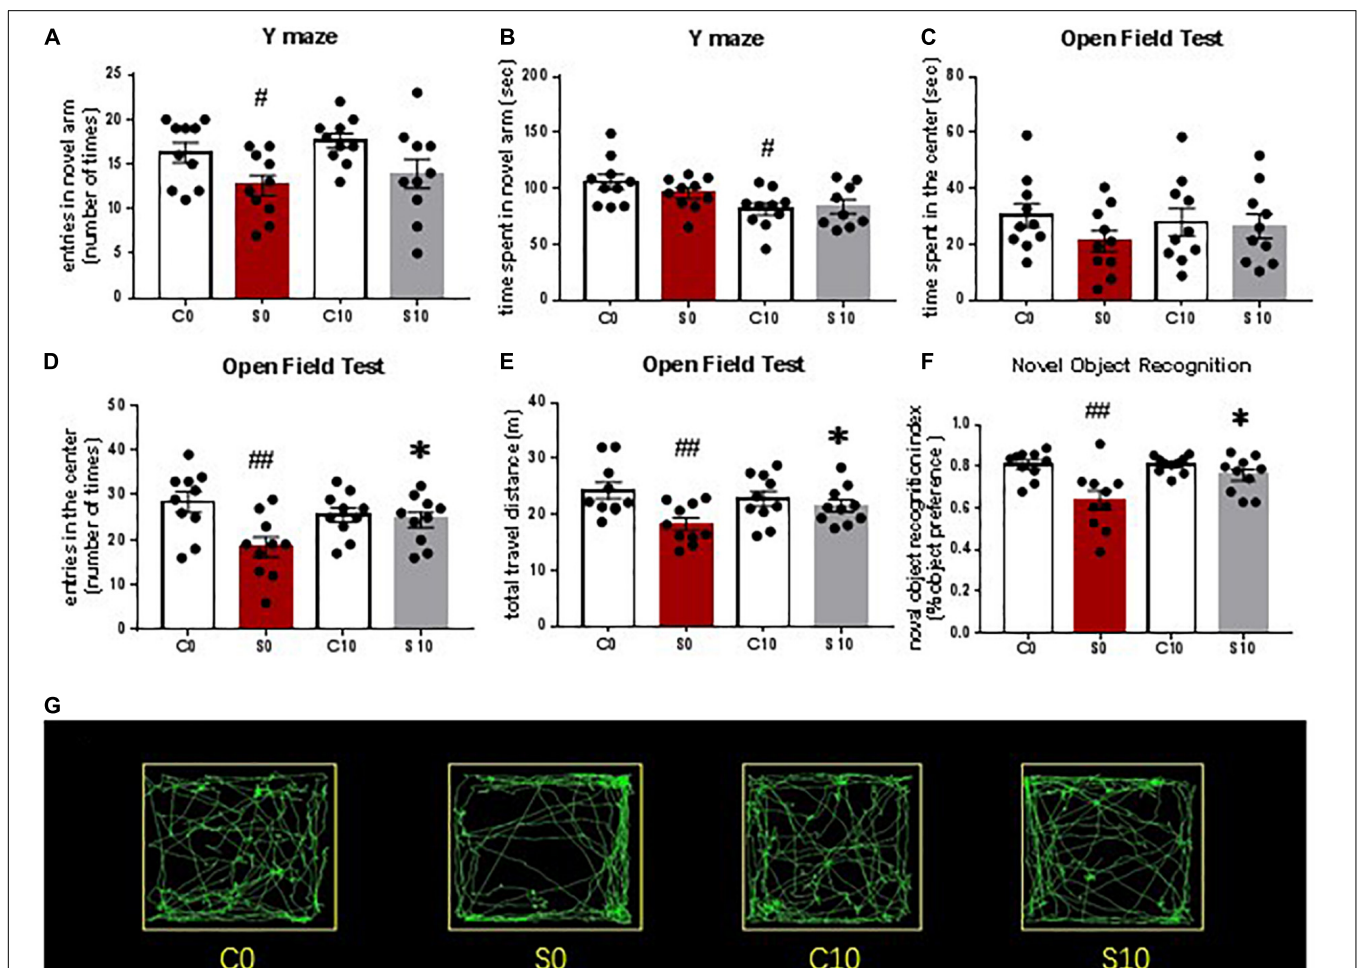 A
Y maze
entries in novel arm
(number of times)
25
20
15
10
5
0
#
C0
S0
C10
S10
B
Y maze
time spent in novel arm (sec)
200
150
100
50
0
#
C0
S0
C10
S10
C
Open Field Test
time spent in the center (sec)
80
60
40
20
0
C0
S0
C10
S10
D
Open Field Test
entries in the center
(number of times)
50
40
30
20
10
0
##
*
C0
S0
C10
S10
E
Open Field Test
total travel distance (m)
40
30
20
10
0
##
*
C0
S0
C10
S10
F
Novel Object Recognition
noval object recognition index
(% object preference )
1.0
0.8
0.6
0.4
0.2
0.0
##
*
C0
S0
C10
S10
G
C0
S0
C10
S10